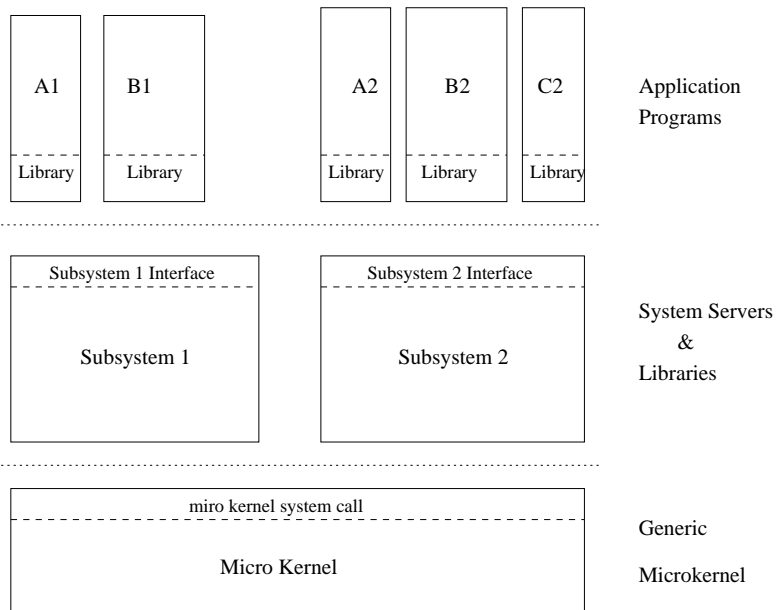 A1
B1
A2
B2
C2
Application
Programs
Library
Library
Library
Library
Library
Subsystem 1 Interface
Subsystem 2 Interface
Subsystem 1
Subsystem 2
System Servers
&
Libraries
miro kernel system call
Micro Kernel
Generic
Microkernel